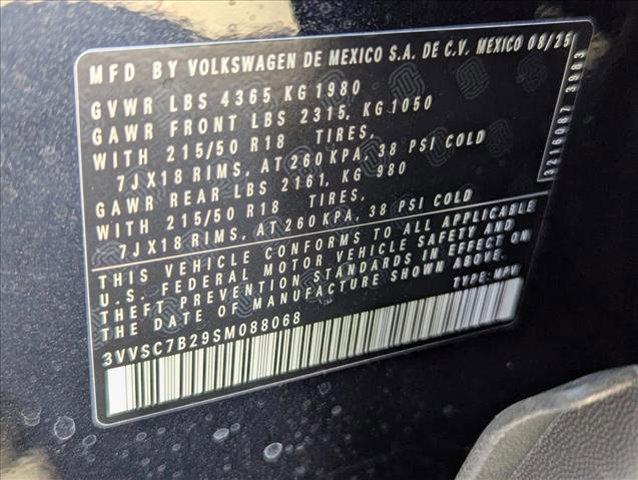 MFD BY VOLKSWAGEN DE MEXICO S.A. DE C.V. MEXICO 08/25
GVWR LBS 4365 KG 1980
GAWR FRONT LBS 2315, KG 1050
WITH 215/50 R18 TIRES,
7JX18 RIMS, AT 260 KPA, 38 PSI COLD
GAWR REAR LBS 2161, KG 980
WITH 215/50 R18 TIRES,
7JX18 RIMS, AT 260 KPA, 38 PSI COLD
THIS VEHICLE CONFORMS TO ALL APPLICABLE
U.S. FEDERAL MOTOR VEHICLE SAFETY AND
THEFT PREVENTION STANDARDS IN EFFECT ON
THE DATE OF MANUFACTURE SHOWN ABOVE.
TYPE: MPV
3VVSC7B29SM088068
3216087 3983